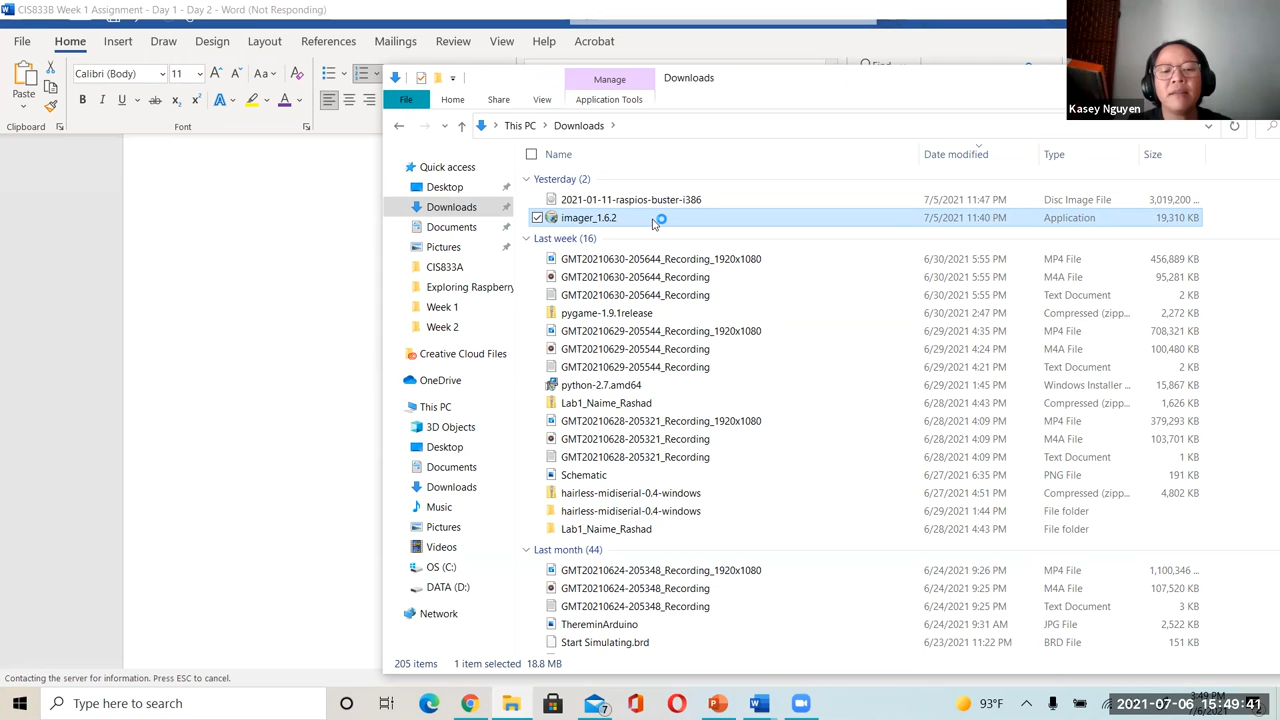 CIS833B Week 1 Assignment - Day 1 - Day 2 - Word (Not Responding)
File Home Insert Draw Design Layout References Mailings Review View Help Acrobat
Calibri (Body) 11
Paste
Clipboard Font
Manage Downloads
File Home Share View Application Tools
This PC Downloads
Name Date modified Type Size
Kasey Nguyen
Quick access
Desktop
Downloads
Documents
Pictures
CIS833A
Exploring Raspberry
Week 1
Week 2
Creative Cloud Files
OneDrive
This PC
3D Objects
Desktop
Documents
Downloads
Music
Pictures
Videos
OS (C:)
DATA (D:)
Network
Yesterday (2)
2021-01-11-raspios-buster-i386 7/5/2021 11:47 PM Disc Image File 3,019,200 ...
imager_1.6.2 7/5/2021 11:40 PM Application 19,310 KB
Last week (16)
GMT20210630-205644_Recording_1920x1080 6/30/2021 5:55 PM MP4 File 456,889 KB
GMT20210630-205644_Recording 6/30/2021 5:55 PM M4A File 95,281 KB
GMT20210630-205644_Recording 6/30/2021 5:55 PM Text Document 2 KB
pygame-1.9.1release 6/30/2021 2:47 PM Compressed (zipp... 2,272 KB
GMT20210629-205544_Recording_1920x1080 6/29/2021 4:35 PM MP4 File 708,321 KB
GMT20210629-205544_Recording 6/29/2021 4:24 PM M4A File 100,480 KB
GMT20210629-205544_Recording 6/29/2021 4:21 PM Text Document 2 KB
python-2.7.amd64 6/29/2021 1:45 PM Windows Installer ... 15,867 KB
Lab1_Naime_Rashad 6/28/2021 4:43 PM Compressed (zipp... 1,626 KB
GMT20210628-205321_Recording_1920x1080 6/28/2021 4:09 PM MP4 File 379,293 KB
GMT20210628-205321_Recording 6/28/2021 4:09 PM M4A File 103,701 KB
GMT20210628-205321_Recording 6/28/2021 4:09 PM Text Document 1 KB
Schematic 6/27/2021 6:35 PM PNG File 191 KB
hairless-midiserial-0.4-windows 6/27/2021 4:51 PM Compressed (zipp... 4,802 KB
hairless-midiserial-0.4-windows 6/29/2021 1:44 PM File folder
Lab1_Naime_Rashad 6/28/2021 4:43 PM File folder
Last month (44)
GMT20210624-205348_Recording_1920x1080 6/24/2021 9:26 PM MP4 File 1,100,346 ...
GMT20210624-205348_Recording 6/24/2021 9:25 PM M4A File 107,520 KB
GMT20210624-205348_Recording 6/24/2021 9:25 PM Text Document 3 KB
ThereminArduino 6/24/2021 9:31 AM JPG File 2,522 KB
Start Simulating.brd 6/23/2021 11:22 PM BRD File 151 KB
205 items 1 item selected 18.8 MB
Contacting the server for information. Press ESC to cancel.
Type here to search
7
93°F
3:49 PM
7/6/2021
2021-07-06 15:49:41